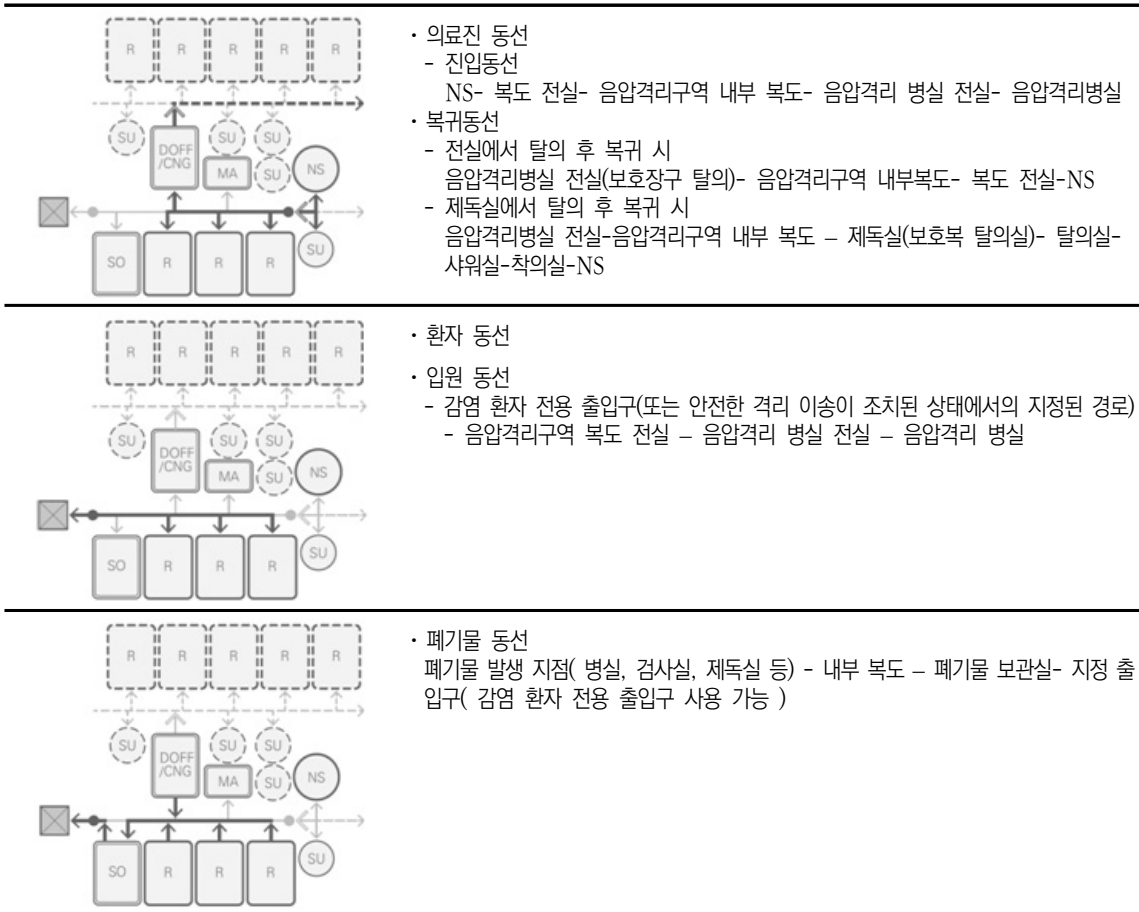 R R R R R
SU SU SU
DOFF
/CNG
MA SU NS
SO R R R SU
· 의료진 동선
- 진입동선
NS- 복도 전실- 음압격리구역 내부 복도- 음압격리 병실 전실- 음압격리병실
· 복귀동선
- 전실에서 탈의 후 복귀 시
음압격리병실 전실(보호장구 탈의)- 음압격리구역 내부복도- 복도 전실-NS
- 제독실에서 탈의 후 복귀 시
음압격리병실 전실-음압격리구역 내부 복도 – 제독실(보호복 탈의실)- 탈의실-
샤워실-착의실-NS
R R R R R
SU SU SU
DOFF
/CNG
MA SU NS
SO R R R SU
· 환자 동선
· 입원 동선
- 감염 환자 전용 출입구(또는 안전한 격리 이송이 조치된 상태에서의 지정된 경로)
- 음압격리구역 복도 전실 – 음압격리 병실 전실 – 음압격리 병실
R R R R R
SU SU SU
DOFF
/CNG
MA SU NS
SO R R R SU
· 폐기물 동선
폐기물 발생 지점( 병실, 검사실, 제독실 등) - 내부 복도 – 폐기물 보관실- 지정 출
입구( 감염 환자 전용 출입구 사용 가능 )